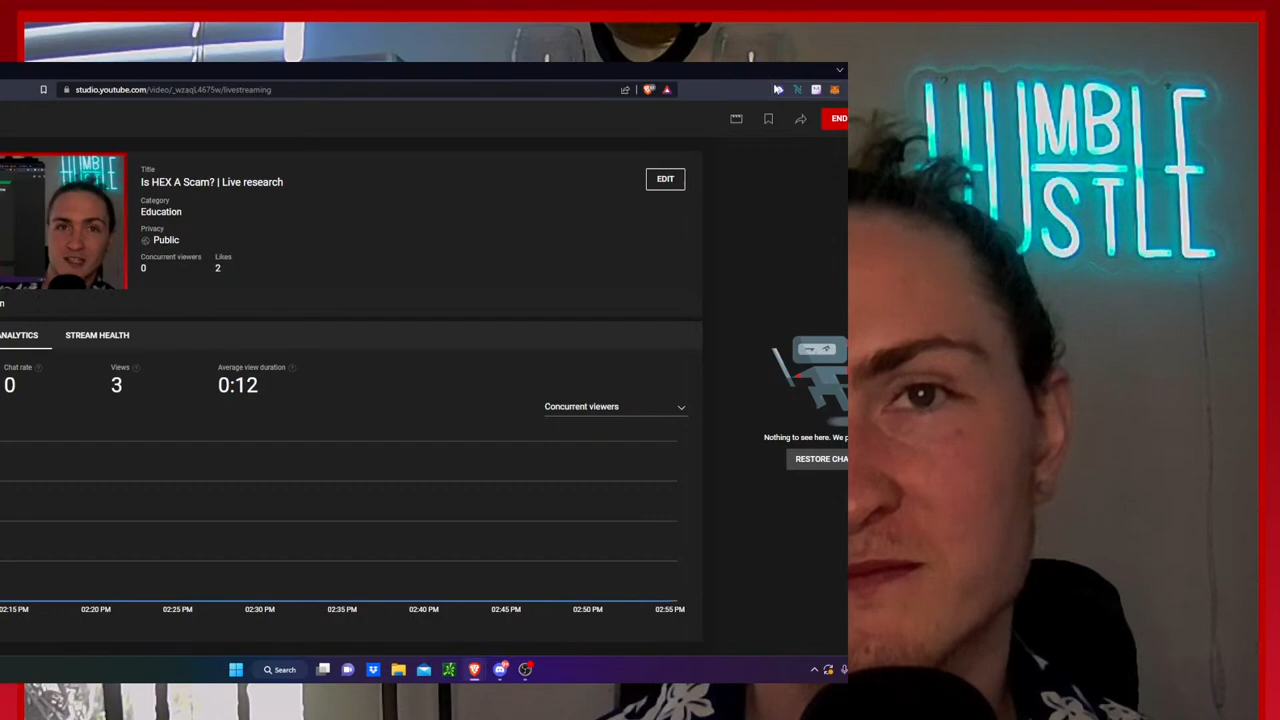 studio.youtube.com/video/_wzaqL4675w/livestreaming
END
Title
Is HEX A Scam? | Live research
EDIT
Category
Education
Privacy
Public
Concurrent viewers
Likes
0
2
n
ANALYTICS
STREAM HEALTH
Chat rate
Views
Average view duration
0
3
0:12
Concurrent viewers
Nothing to see here. We p
RESTORE CHA
02:15 PM
02:20 PM
02:25 PM
02:30 PM
02:35 PM
02:40 PM
02:45 PM
02:50 PM
02:55 PM
Search
HUMBLE
HUSTLE